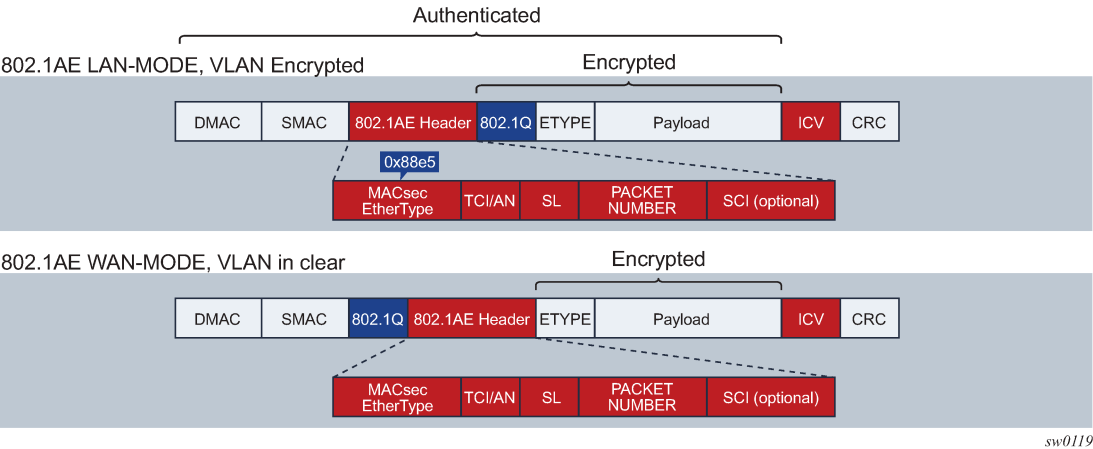 Authenticated
802.1AE LAN-MODE, VLAN Encrypted
Encrypted
DMAC SMAC 802.1AE Header 802.1Q ETYPE Payload ICV CRC
0x88e5
MACsec EtherType TCI/AN SL PACKET NUMBER SCI (optional)
802.1AE WAN-MODE, VLAN in clear
Encrypted
DMAC SMAC 802.1Q 802.1AE Header ETYPE Payload ICV CRC
MACsec EtherType TCI/AN SL PACKET NUMBER SCI (optional)
sw0119